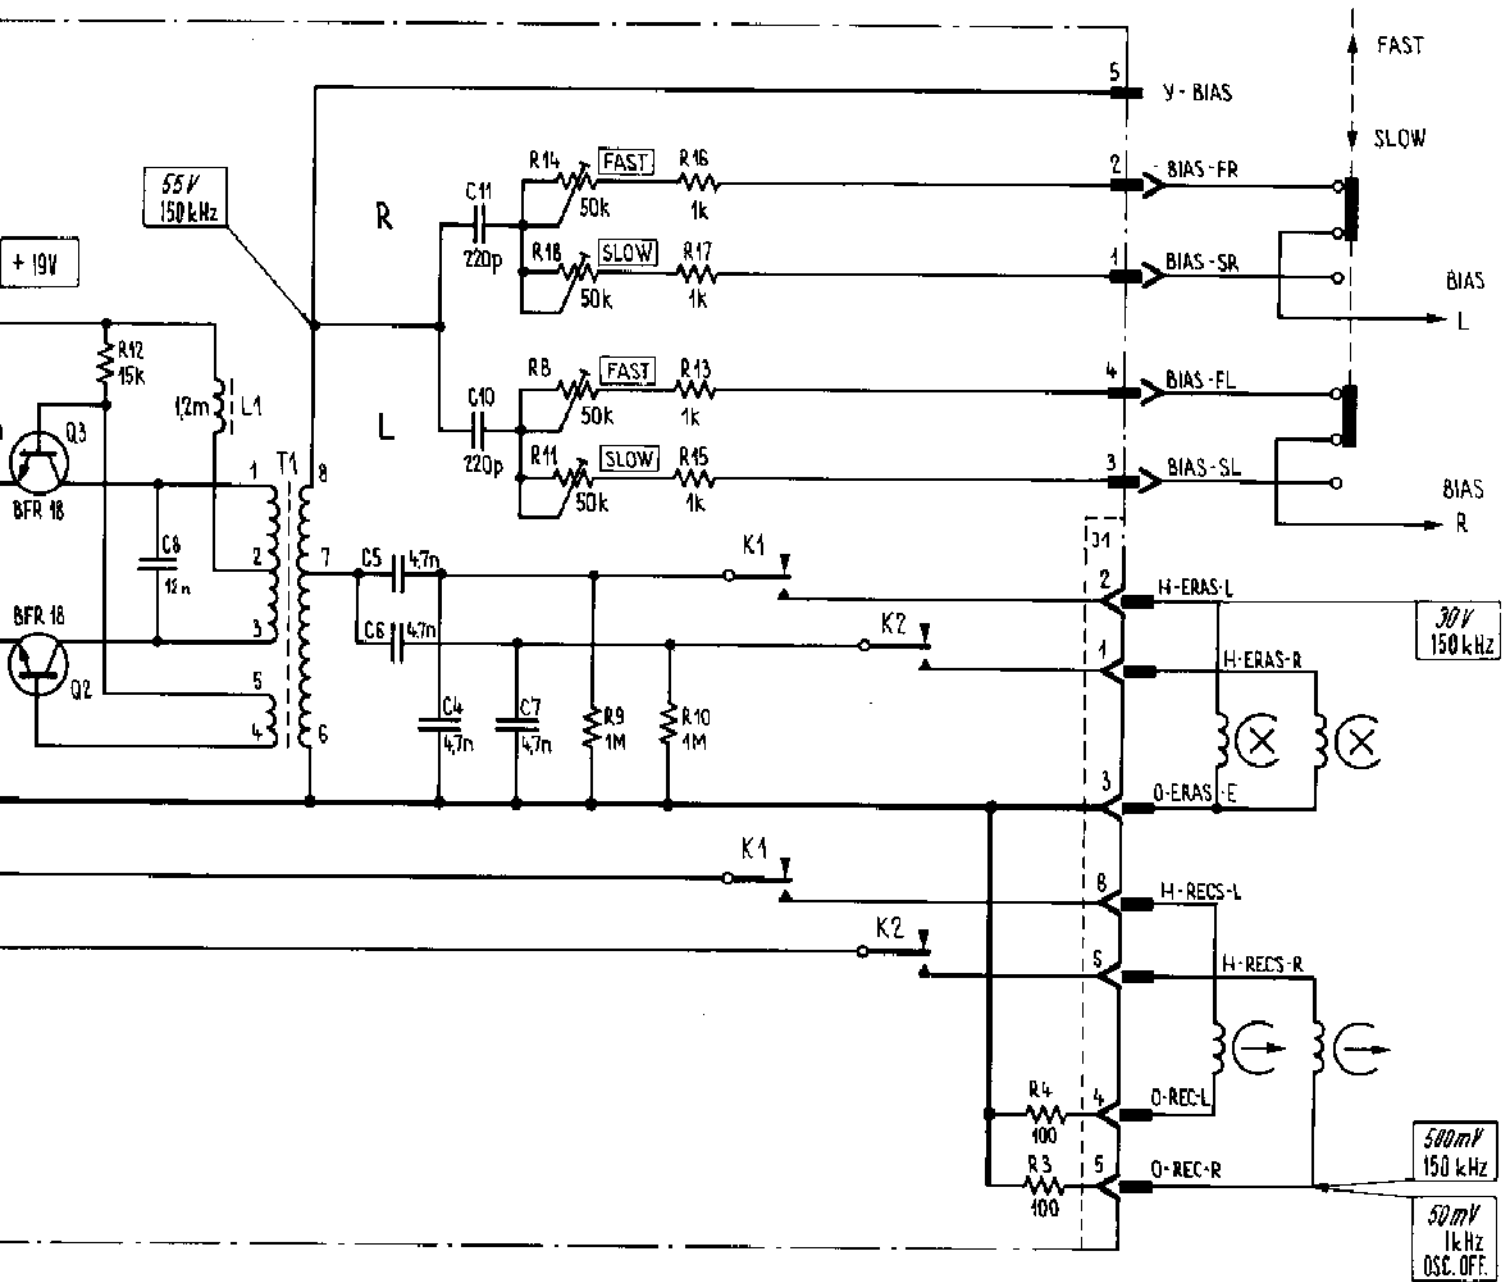 FAST
5
Y-BIAS
SLOW
R14 FAST R16
2
BIAS-FR
55V
150kHz
C11
50k
1k
R
220p
R18 SLOW R17
1
BIAS-SR
+19V
50k
1k
BIAS
L
R12
15k
R8 FAST R13
4
BIAS-FL
1,2m L1
C10
50k
1k
L
Q3
220p
R11 SLOW R15
3
BIAS-SL
1 T1 8
50k
1k
BIAS
R
BFR 18
J1
C8
12n
2
7
C5 4,7n
K1
2
H-ERAS-L
30V
150kHz
BFR 18
3
C6 4,7n
K2
1
H-ERAS-R
Q2
5
4
6
C4
4,7n
C7
4,7n
R9
1M
R10
1M
3
O-ERAS-E
K1
8
H-RECS-L
K2
6
H-RECS-R
R4
100
4
O-REC-L
500mV
150 kHz
R3
100
5
O-REC-R
50mV
1kHz
OSC. OFF.